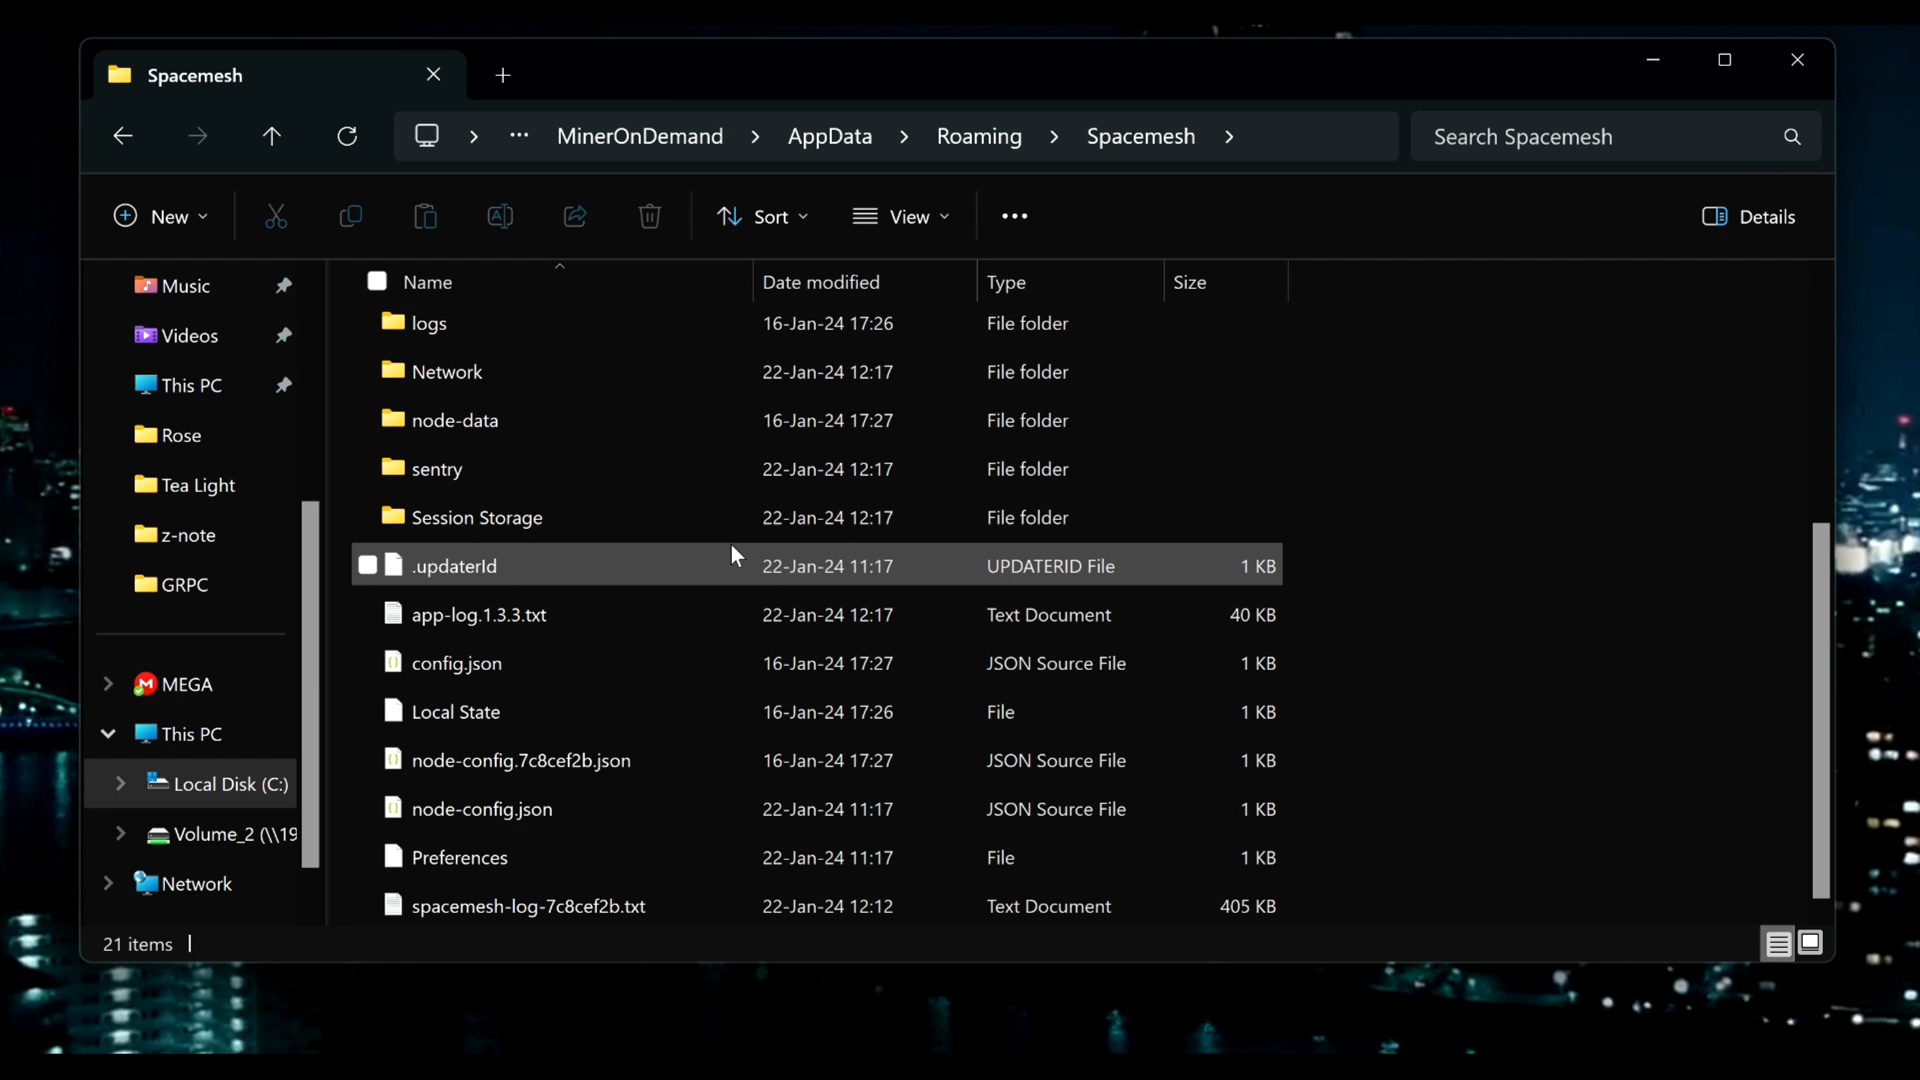 Spacemesh
MinerOnDemand > AppData > Roaming > Spacemesh >
Search Spacemesh
New
Sort
View
Details
Music
Videos
This PC
Rose
Tea Light
z-note
GRPC
MEGA
This PC
Local Disk (C:)
Volume_2 (\\19
Network
Name Date modified Type Size
logs 16-Jan-24 17:26 File folder
Network 22-Jan-24 12:17 File folder
node-data 16-Jan-24 17:27 File folder
sentry 22-Jan-24 12:17 File folder
Session Storage 22-Jan-24 12:17 File folder
.updaterId 22-Jan-24 11:17 UPDATERID File 1 KB
app-log.1.3.3.txt 22-Jan-24 12:17 Text Document 40 KB
config.json 16-Jan-24 17:27 JSON Source File 1 KB
Local State 16-Jan-24 17:26 File 1 KB
node-config.7c8cef2b.json 16-Jan-24 17:27 JSON Source File 1 KB
node-config.json 22-Jan-24 11:17 JSON Source File 1 KB
Preferences 22-Jan-24 11:17 File 1 KB
spacemesh-log-7c8cef2b.txt 22-Jan-24 12:12 Text Document 405 KB
21 items